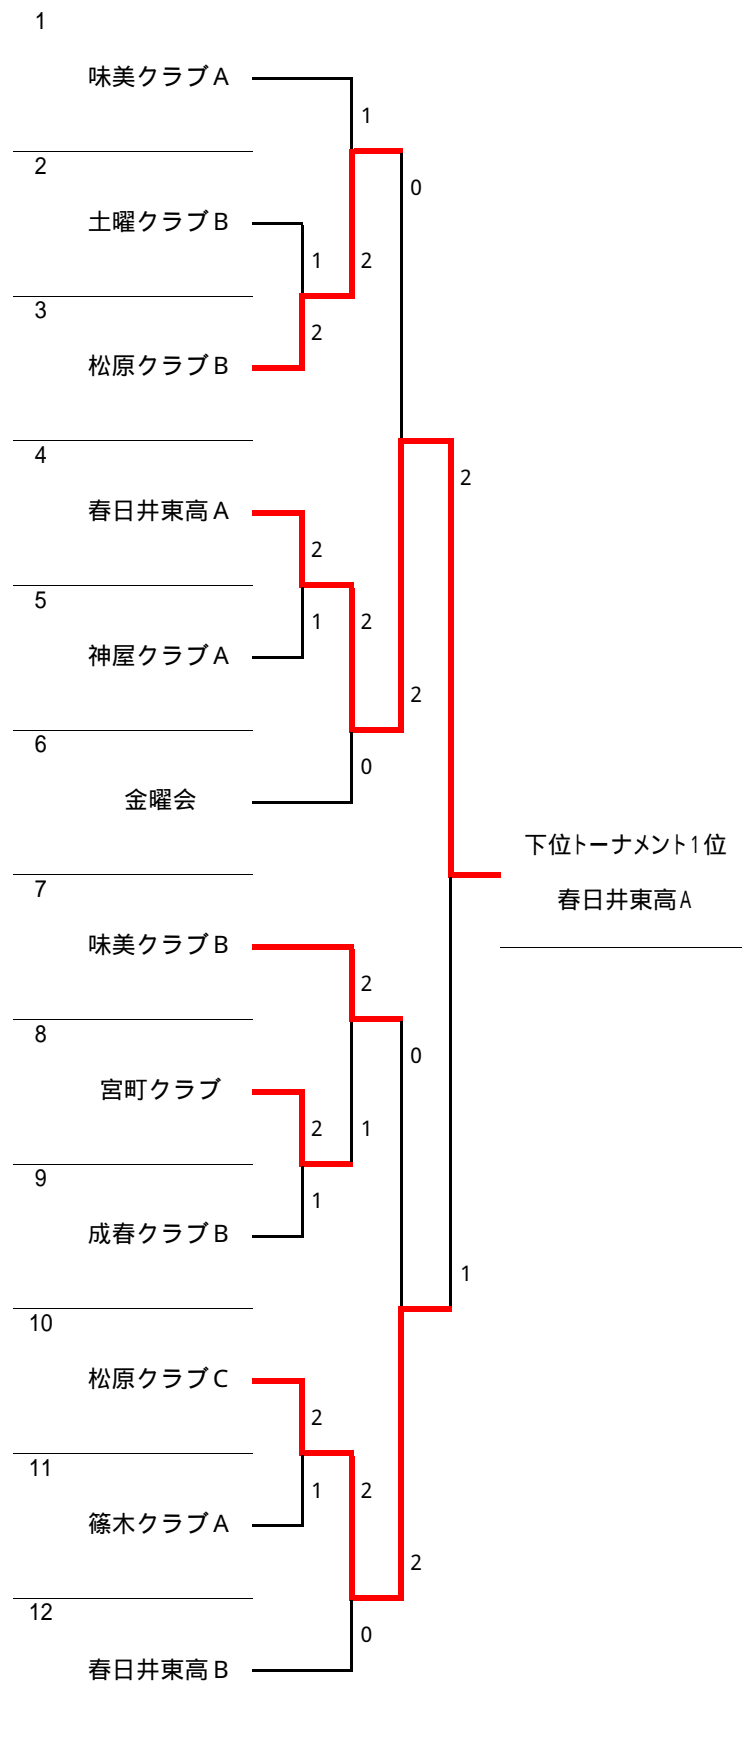 1
味美クラブA
1
2
0
土曜クラブB
1
2
3
2
松原クラブB
4
2
春日井東高A
2
5
1
2
神屋クラブA
2
6
0
金曜会
下位トーナメント1位
7
春日井東高A
味美クラブB
2
8
0
宮町クラブ
2
1
9
1
成春クラブB
1
10
松原クラブC
2
11
1
2
篠木クラブA
2
12
0
春日井東高B